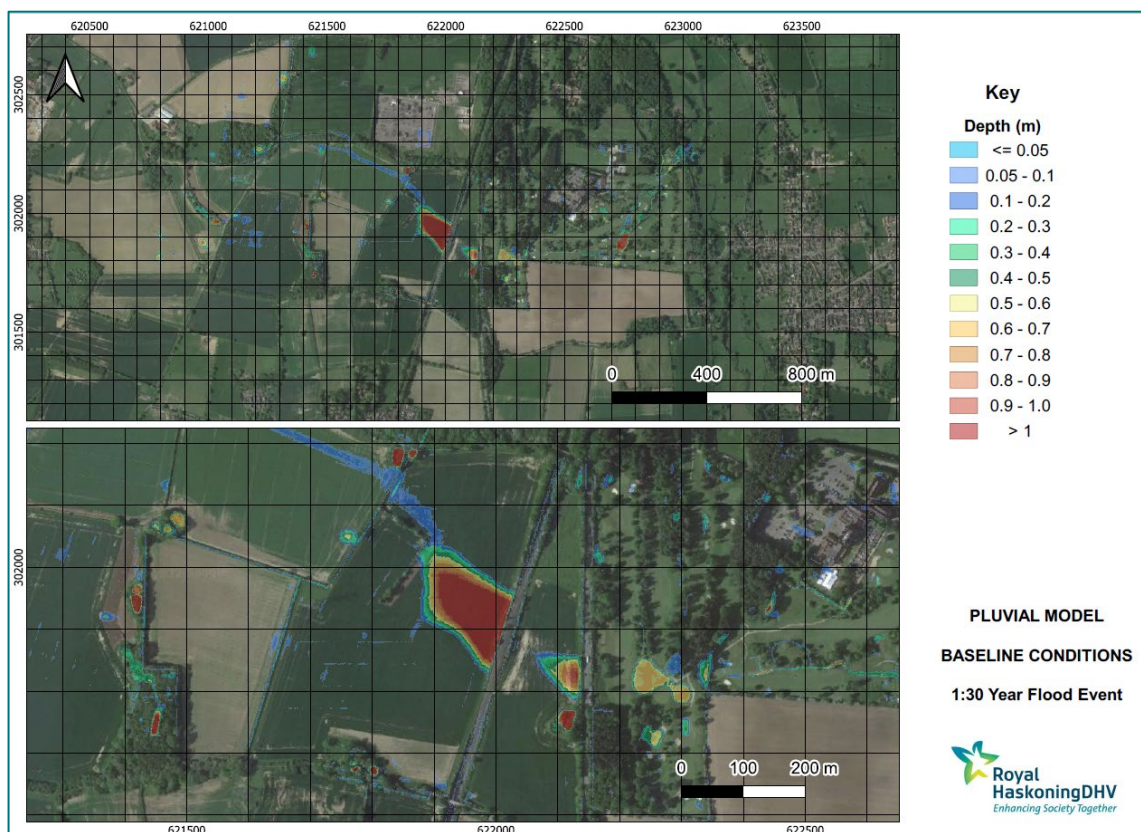 620500 621000 621500 622000 622500 623000 623500
302500
302000
301500
0 400 800 m
Key
Depth (m)
<= 0.05
0.05 - 0.1
0.1 - 0.2
0.2 - 0.3
0.3 - 0.4
0.4 - 0.5
0.5 - 0.6
0.6 - 0.7
0.7 - 0.8
0.8 - 0.9
0.9 - 1.0
> 1
302000
0 100 200 m
621500 622000 622500
PLUVIAL MODEL
BASELINE CONDITIONS
1:30 Year Flood Event
Royal
HaskoningDHV
Enhancing Society Together